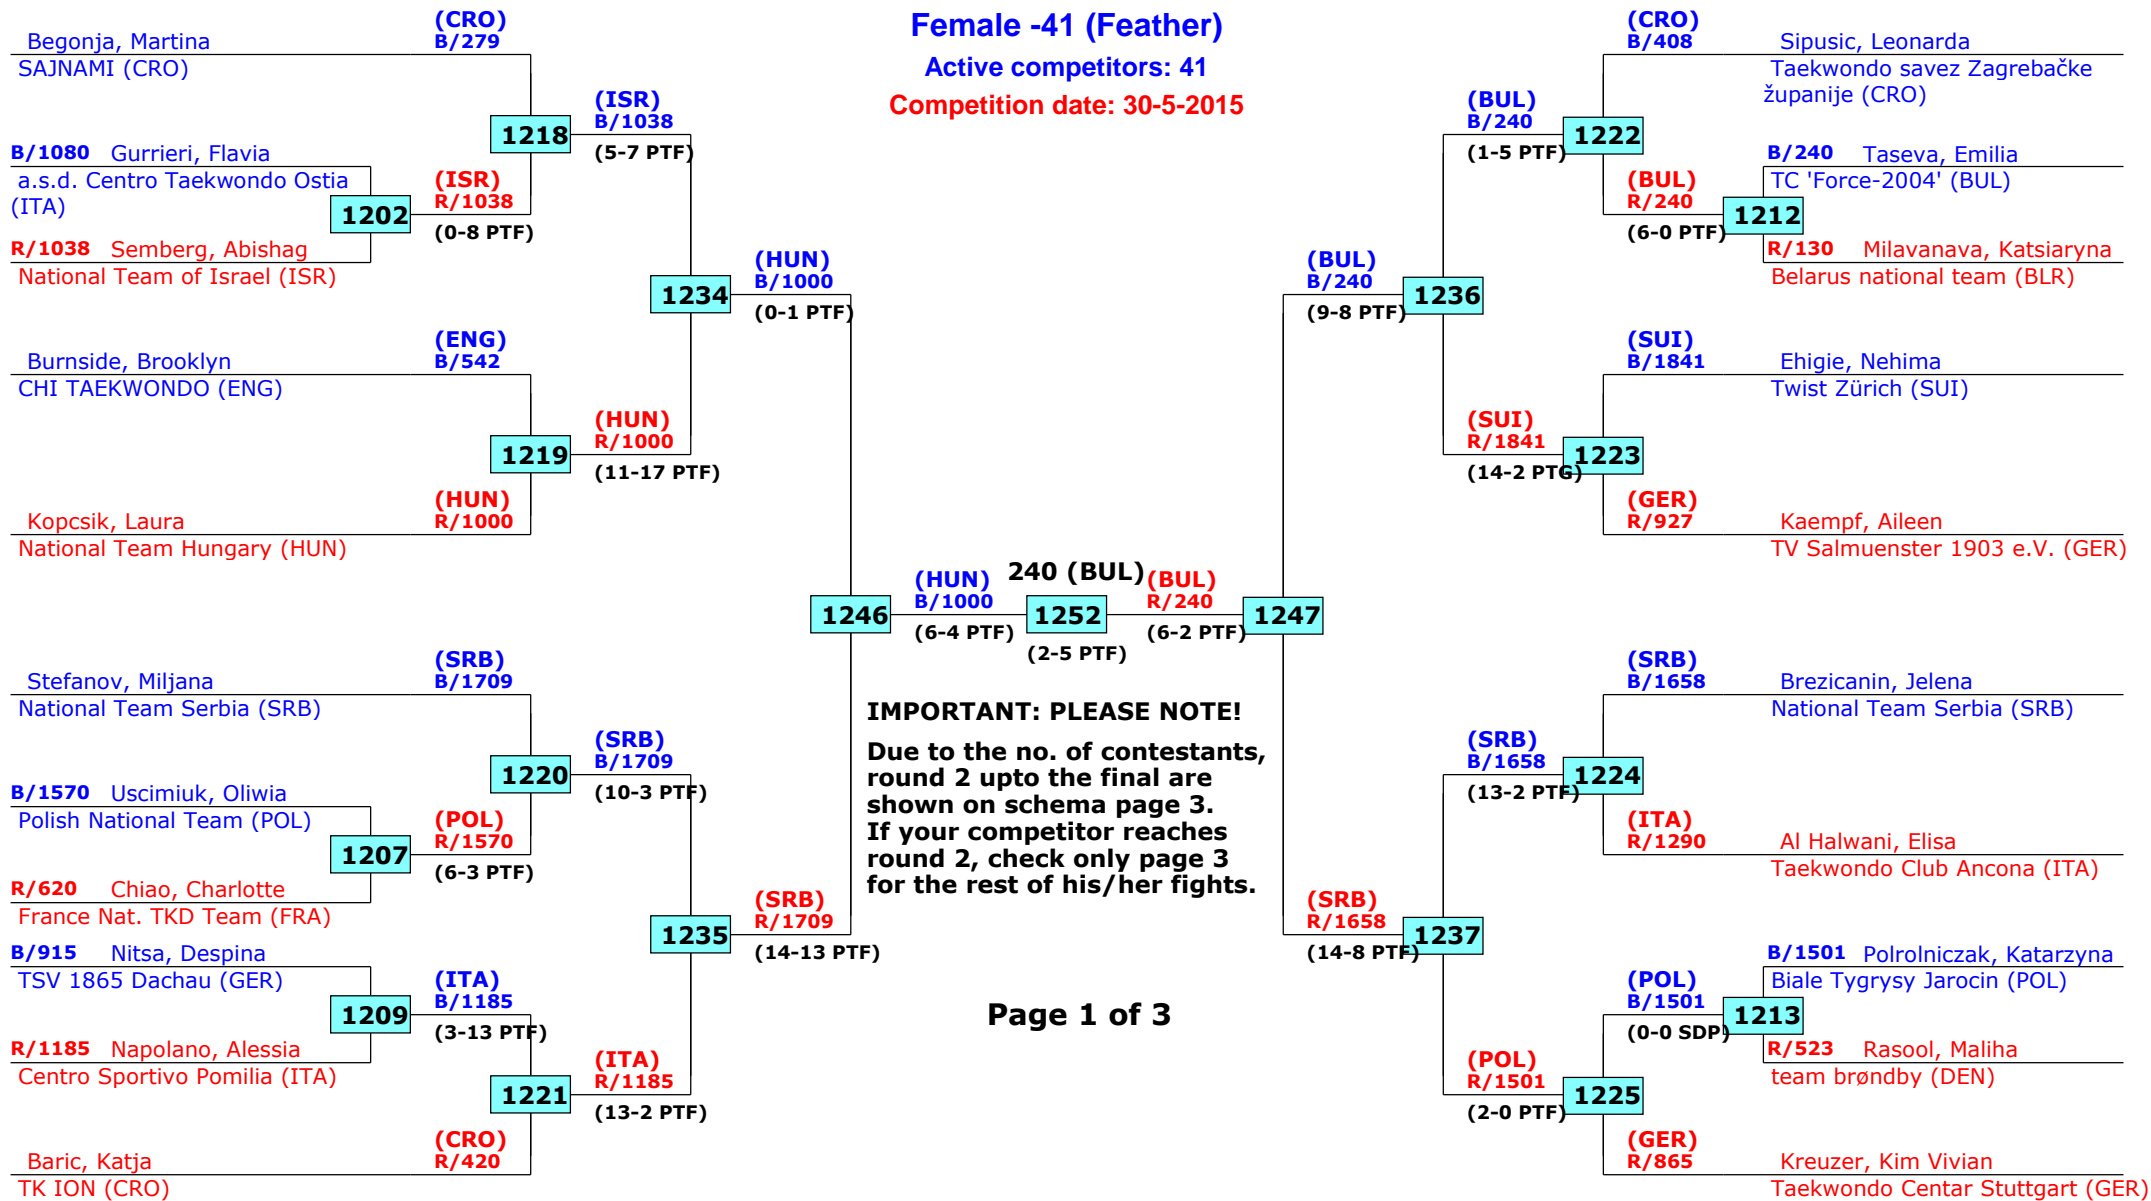 Female -41 (Feather)
Active competitors: 41
Competition date: 30-5-2015
(CRO)
B/279
Begonja, Martina
SAJNAMI (CRO)
1218
(ISR)
B/1038
(5-7 PTF)
B/1080 Gurrieri, Flavia
a.s.d. Centro Taekwondo Ostia
(ITA)
1202
(ISR)
R/1038
(0-8 PTF)
R/1038 Semberg, Abishag
National Team of Israel (ISR)
1234
(HUN)
B/1000
(0-1 PTF)
(ENG)
B/542
Burnside, Brooklyn
CHI TAEKWONDO (ENG)
1219
(HUN)
R/1000
(11-17 PTF)
(HUN)
R/1000
Kopcsik, Laura
National Team Hungary (HUN)
1246
(HUN)
B/1000
(6-4 PTF)
240 (BUL)
1252
(2-5 PTF)
(BUL)
R/240
(6-2 PTF)
1247
(SRB)
B/1709
Stefanov, Miljana
National Team Serbia (SRB)
1220
(SRB)
B/1709
(10-3 PTF)
B/1570 Uscimiuk, Oliwia
Polish National Team (POL)
1207
(POL)
R/1570
(6-3 PTF)
R/620 Chiao, Charlotte
France Nat. TKD Team (FRA)
1235
(SRB)
R/1709
(14-13 PTF)
B/915 Nitsa, Despina
TSV 1865 Dachau (GER)
1209
(ITA)
B/1185
(3-13 PTF)
R/1185 Napolano, Alessia
Centro Sportivo Pomilia (ITA)
1221
(ITA)
R/1185
(13-2 PTF)
(CRO)
R/420
Baric, Katja
TK ION (CRO)
IMPORTANT: PLEASE NOTE!
Due to the no. of contestants,
round 2 upto the final are
shown on schema page 3.
If your competitor reaches
round 2, check only page 3
for the rest of his/her fights.
Page 1 of 3
(CRO)
B/408
Sipusic, Leonarda
Taekwondo savez Zagrebačke
županije (CRO)
(BUL)
B/240
(1-5 PTF)
1222
B/240 Taseva, Emilia
TC 'Force-2004' (BUL)
(BUL)
R/240
(6-0 PTF)
1212
R/130 Milavanava, Katsiaryna
Belarus national team (BLR)
(BUL)
B/240
(9-8 PTF)
1236
(SUI)
B/1841
Ehigie, Nehima
Twist Zürich (SUI)
(SUI)
R/1841
(14-2 PTG)
1223
(GER)
R/927
Kaempf, Aileen
TV Salmuenster 1903 e.V. (GER)
(SRB)
B/1658
Brezicanin, Jelena
National Team Serbia (SRB)
(SRB)
B/1658
(13-2 PTF)
1224
(ITA)
R/1290
Al Halwani, Elisa
Taekwondo Club Ancona (ITA)
(SRB)
R/1658
(14-8 PTF)
1237
B/1501 Polrolniczak, Katarzyna
Biale Tygrysy Jarocin (POL)
(POL)
B/1501
(0-0 SDP)
1213
R/523 Rasool, Maliha
team brøndby (DEN)
(POL)
R/1501
(2-0 PTF)
1225
(GER)
R/865
Kreuzer, Kim Vivian
Taekwondo Centar Stuttgart (GER)